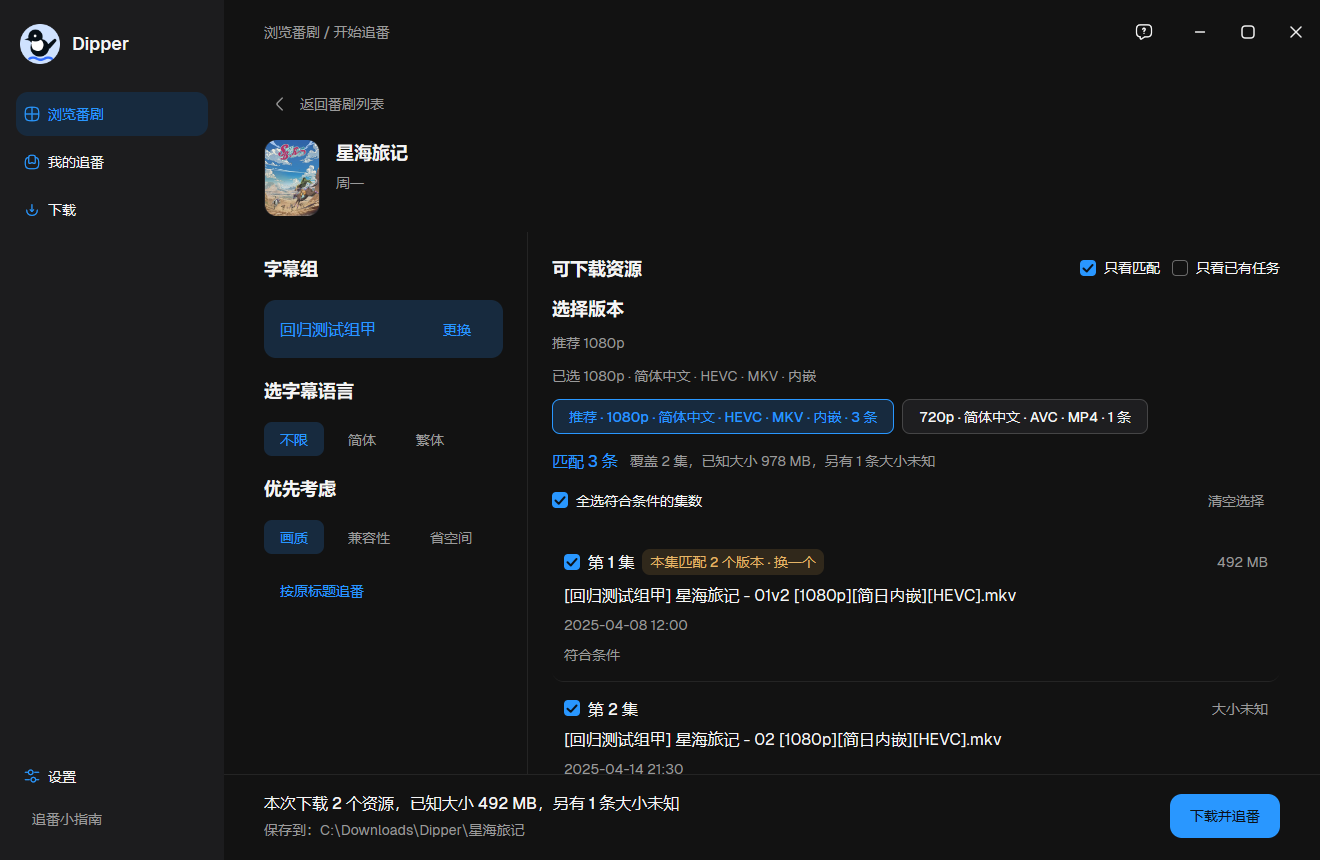 Dipper
浏览番剧 / 开始追番
浏览番剧
我的追番
下载
设置
追番小指南
返回番剧列表
星海旅记
周一
字幕组
回归测试组甲 更换
选字幕语言
不限 简体 繁体
优先考虑
画质 兼容性 省空间
按原标题追番
可下载资源 只看匹配 只看已有任务
选择版本
推荐 1080p
已选 1080p · 简体中文 · HEVC · MKV · 内嵌
推荐 · 1080p · 简体中文 · HEVC · MKV · 内嵌 · 3 条 720p · 简体中文 · AVC · MP4 · 1 条
匹配 3 条 覆盖 2 集，已知大小 978 MB，另有 1 条大小未知
全选符合条件的集数 清空选择
第 1 集 本集匹配 2 个版本 · 换一个 492 MB
[回归测试组甲] 星海旅记 - 01v2 [1080p][简日内嵌][HEVC].mkv
2025-04-08 12:00
符合条件
第 2 集 大小未知
[回归测试组甲] 星海旅记 - 02 [1080p][简日内嵌][HEVC].mkv
2025-04-14 21:30
本次下载 2 个资源，已知大小 492 MB，另有 1 条大小未知
保存到：C:\Downloads\Dipper\星海旅记
下载并追番